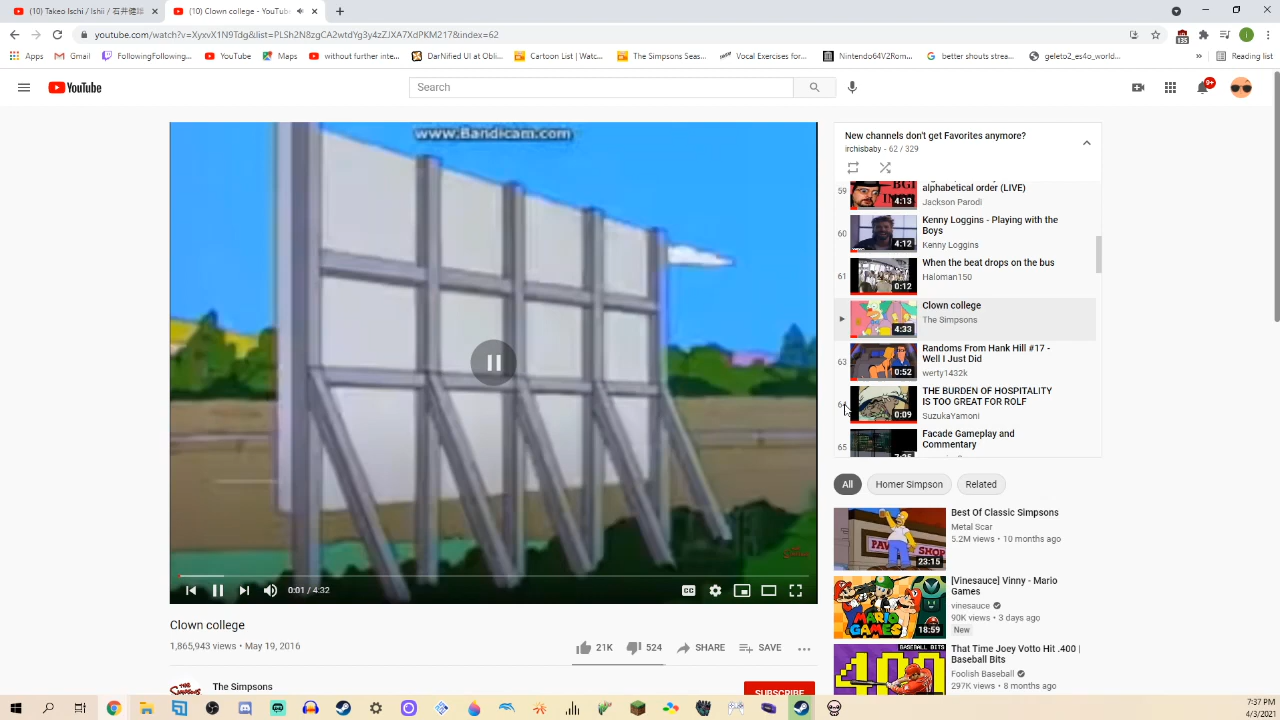 (10) Takeo Ischi / Ishii / 石井健雄
(10) Clown college - YouTube
youtube.com/watch?v=XyxvX1N9Tdg&list=PLSh2N8zgCA2wtdYg3y4zZJXA7XdPKM217&index=62
Apps
Gmail
FollowingFollowing...
YouTube
Maps
without further inte...
DarnSJW UI at Obli...
Cartoon List | Watc...
The Simpsons Seas...
Vocal Exercises for...
Nintendo64V2Rom...
better shouts strea...
geleto2_es4o_world...
»
Reading list
YouTube
Search
9+
www.Bandicam.com
0:01 / 4:32
CC
Clown college
1,865,943 views • May 19, 2016
21K
524
SHARE
SAVE
The Simpsons
SUBSCRIBE
New channels don't get Favorites anymore?
irchisbaby - 62 / 329
59
alphabetical order (LIVE)
Jackson Parodi
4:13
60
Kenny Loggins - Playing with the
Boys
Kenny Loggins
4:12
61
When the beat drops on the bus
Haloman150
0:12
Clown college
The Simpsons
4:33
63
Randoms From Hank Hill #17 -
Well I Just Did
werty1432k
0:52
64
THE BURDEN OF HOSPITALITY
IS TOO GREAT FOR ROLF
SuzukaYamoni
0:09
65
Facade Gameplay and
Commentary
All
Homer Simpson
Related
Best Of Classic Simpsons
Metal Scar
5.2M views • 10 months ago
23:15
[Vinesauce] Vinny - Mario
Games
vinesauce
90K views • 3 days ago
New
MARIO
GAMES
18:59
That Time Joey Votto Hit .400 |
Baseball Bits
Foolish Baseball
297K views • 8 months ago
BASEBALL BITS
400
7:37 PM
4/3/2021